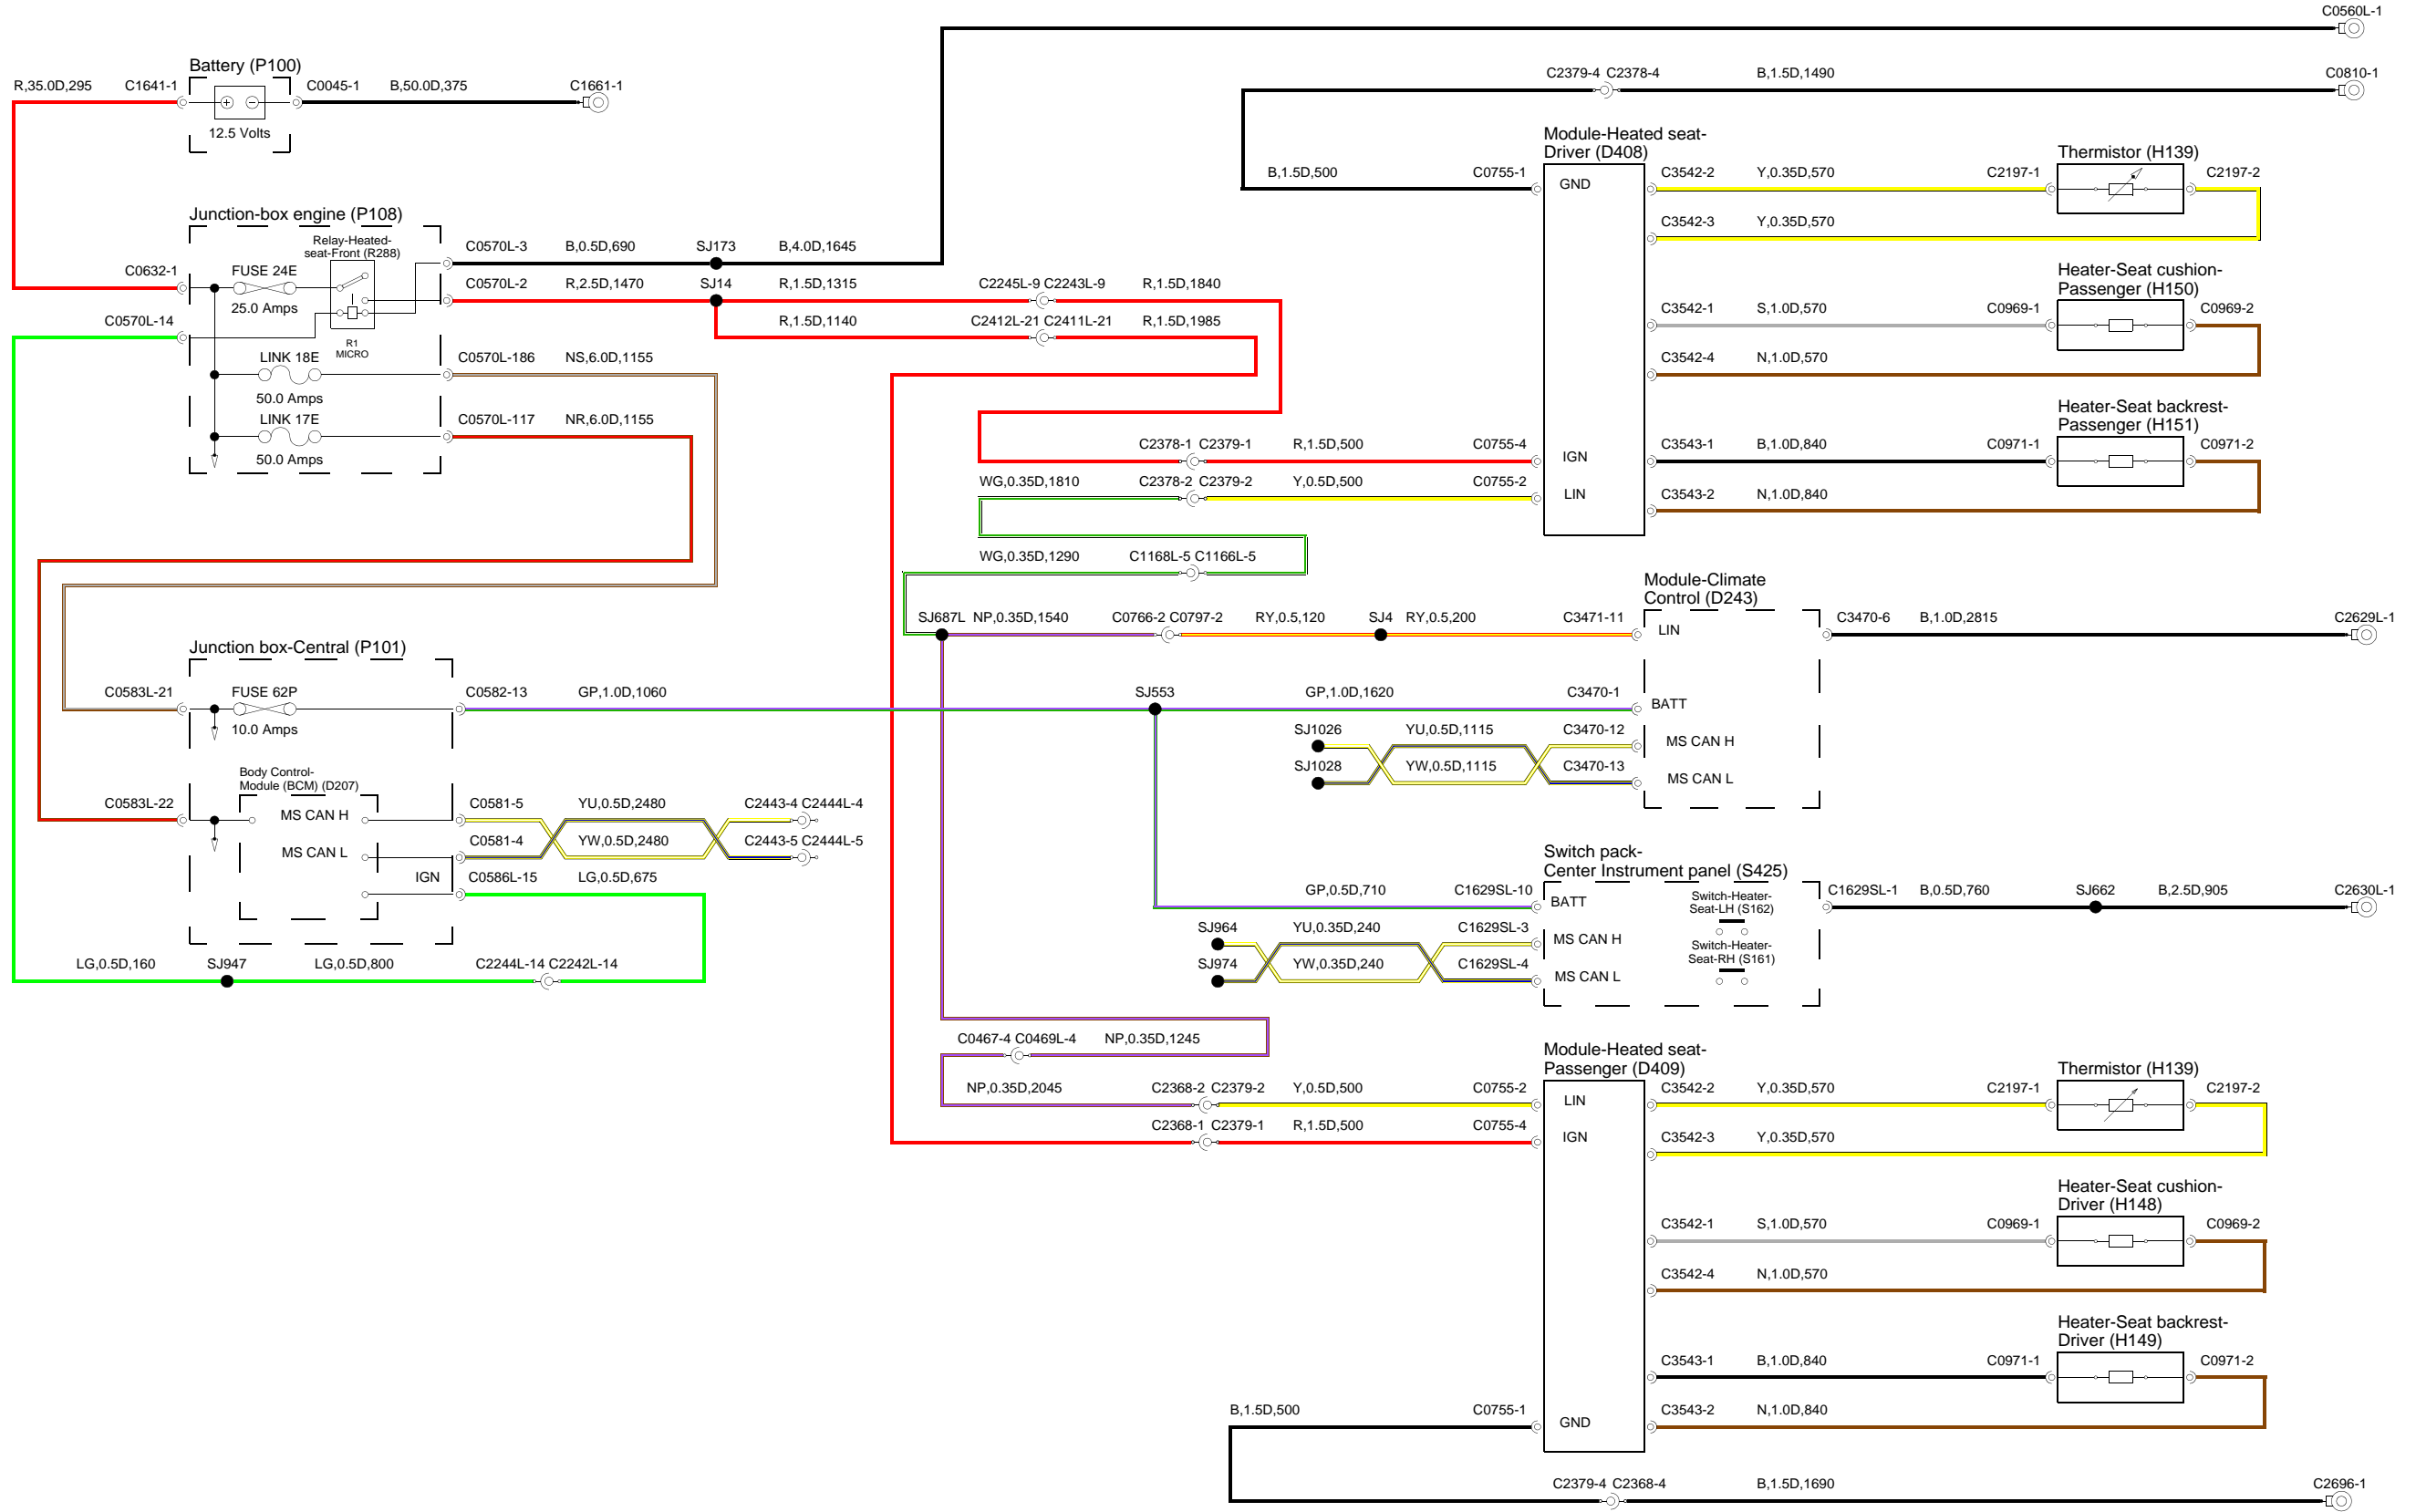 C0560L-1
Battery (P100)
R,35.0D,295
C1641-1
C0045-1
B,50.0D,375
C1661-1
12.5 Volts
C2379-4 C2378-4
B,1.5D,1490
C0810-1
Module-Heated seat-
Driver (D408)
B,1.5D,500
C0755-1
GND
C3542-2
Y,0.35D,570
C2197-1
Thermistor (H139)
C2197-2
C3542-3
Y,0.35D,570
Heater-Seat cushion-
Passenger (H150)
C3542-1
S,1.0D,570
C0969-1
C0969-2
C3542-4
N,1.0D,570
Heater-Seat backrest-
Passenger (H151)
C3543-1
B,1.0D,840
C0971-1
C0971-2
C3543-2
N,1.0D,840
Junction-box engine (P108)
Relay-Heated-
seat-Front (R288)
C0632-1
FUSE 24E
25.0 Amps
C0570L-14
R1
MICRO
LINK 18E
50.0 Amps
LINK 17E
50.0 Amps
C0570L-3
B,0.5D,690
SJ173
B,4.0D,1645
C0570L-2
R,2.5D,1470
SJ14
R,1.5D,1315
C2245L-9 C2243L-9
R,1.5D,1840
R,1.5D,1140
C2412L-21 C2411L-21
R,1.5D,1985
C0570L-186
NS,6.0D,1155
C0570L-117
NR,6.0D,1155
C2378-1 C2379-1
R,1.5D,500
C0755-4
IGN
WG,0.35D,1810
C2378-2 C2379-2
Y,0.5D,500
C0755-2
LIN
WG,0.35D,1290
C1168L-5 C1166L-5
Module-Climate
Control (D243)
SJ687L NP,0.35D,1540
C0766-2 C0797-2
RY,0.5,120
SJ4
RY,0.5,200
C3471-11
LIN
C3470-6
B,1.0D,2815
C2629L-1
Junction box-Central (P101)
C0583L-21
FUSE 62P
10.0 Amps
C0582-13
GP,1.0D,1060
SJ553
GP,1.0D,1620
C3470-1
BATT
SJ1026
YU,0.5D,1115
C3470-12
MS CAN H
SJ1028
YW,0.5D,1115
C3470-13
MS CAN L
Body Control-
Module (BCM) (D207)
C0583L-22
MS CAN H
C0581-5
YU,0.5D,2480
C2443-4 C2444L-4
MS CAN L
C0581-4
YW,0.5D,2480
C2443-5 C2444L-5
IGN
C0586L-15
LG,0.5D,675
LG,0.5D,160
SJ947
LG,0.5D,800
C2244L-14 C2242L-14
Switch pack-
Center Instrument panel (S425)
GP,0.5D,710
C1629SL-10
BATT
Switch-Heater-
Seat-LH (S162)
C1629SL-1
B,0.5D,760
SJ662
B,2.5D,905
C2630L-1
SJ964
YU,0.35D,240
C1629SL-3
MS CAN H
Switch-Heater-
Seat-RH (S161)
SJ974
YW,0.35D,240
C1629SL-4
MS CAN L
C0467-4 C0469L-4
NP,0.35D,1245
Module-Heated seat-
Passenger (D409)
NP,0.35D,2045
C2368-2 C2379-2
Y,0.5D,500
C0755-2
LIN
C2368-1 C2379-1
R,1.5D,500
C0755-4
IGN
C3542-2
Y,0.35D,570
C2197-1
Thermistor (H139)
C2197-2
C3542-3
Y,0.35D,570
Heater-Seat cushion-
Driver (H148)
C3542-1
S,1.0D,570
C0969-1
C0969-2
C3542-4
N,1.0D,570
Heater-Seat backrest-
Driver (H149)
C3543-1
B,1.0D,840
C0971-1
C0971-2
B,1.5D,500
C0755-1
GND
C3543-2
N,1.0D,840
C2379-4 C2368-4
B,1.5D,1690
C2696-1